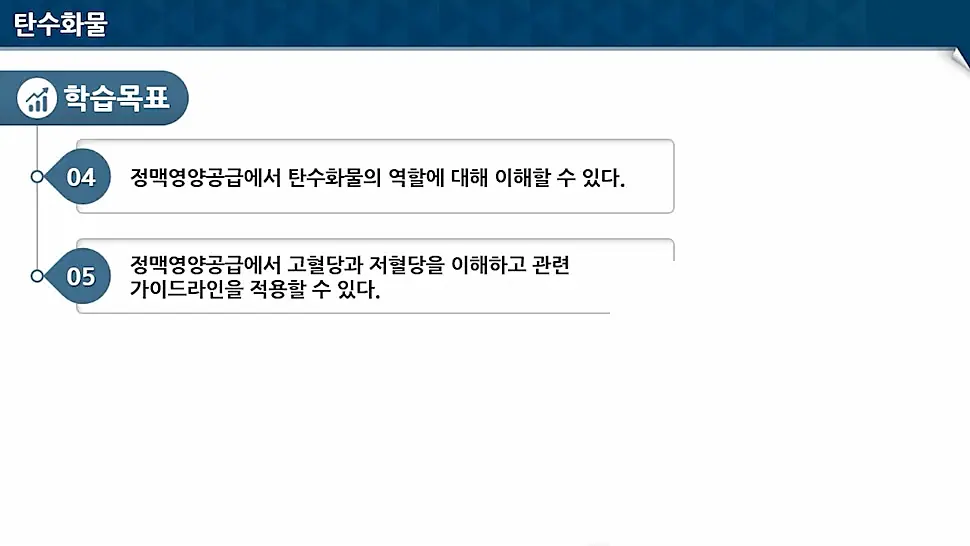 탄수화물
학습목표
04
정맥영양공급에서 탄수화물의 역할에 대해 이해할 수 있다.
05
정맥영양공급에서 고혈당과 저혈당을 이해하고 관련
가이드라인을 적용할 수 있다.